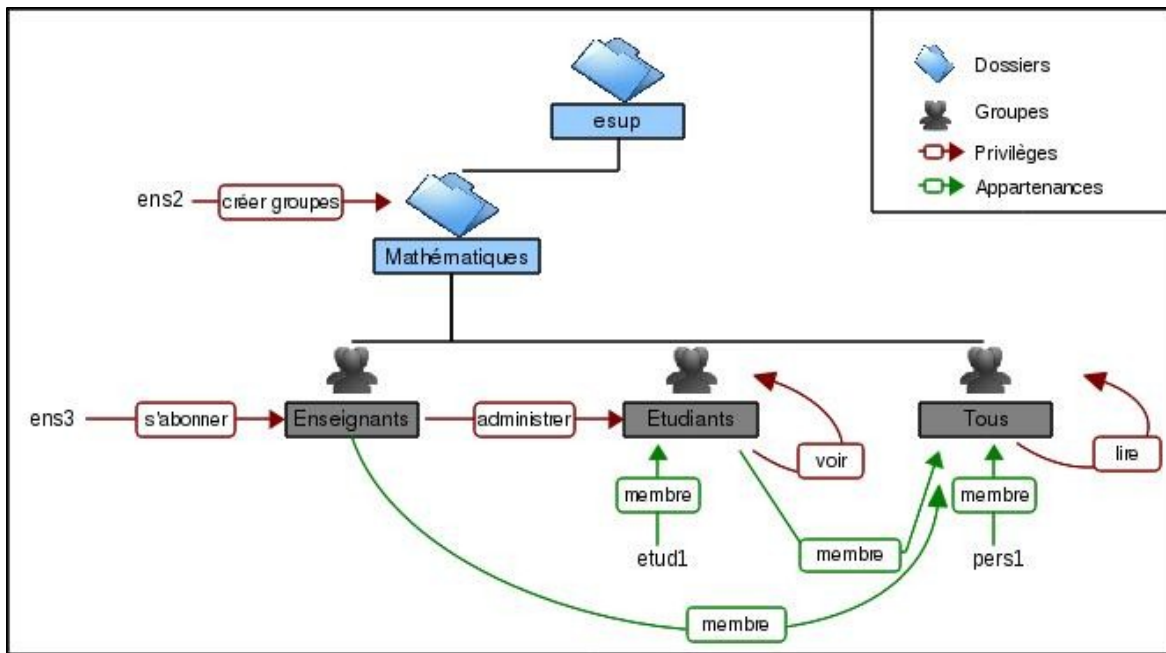 esup
Dossiers
Groupes
Privilèges
Appartenances
ens2
créer groupes
Mathématiques
ens3
s'abonner
Enseignants
administrer
Etudiants
voir
Tous
lire
membre
membre
etud1
membre
pers1
membre